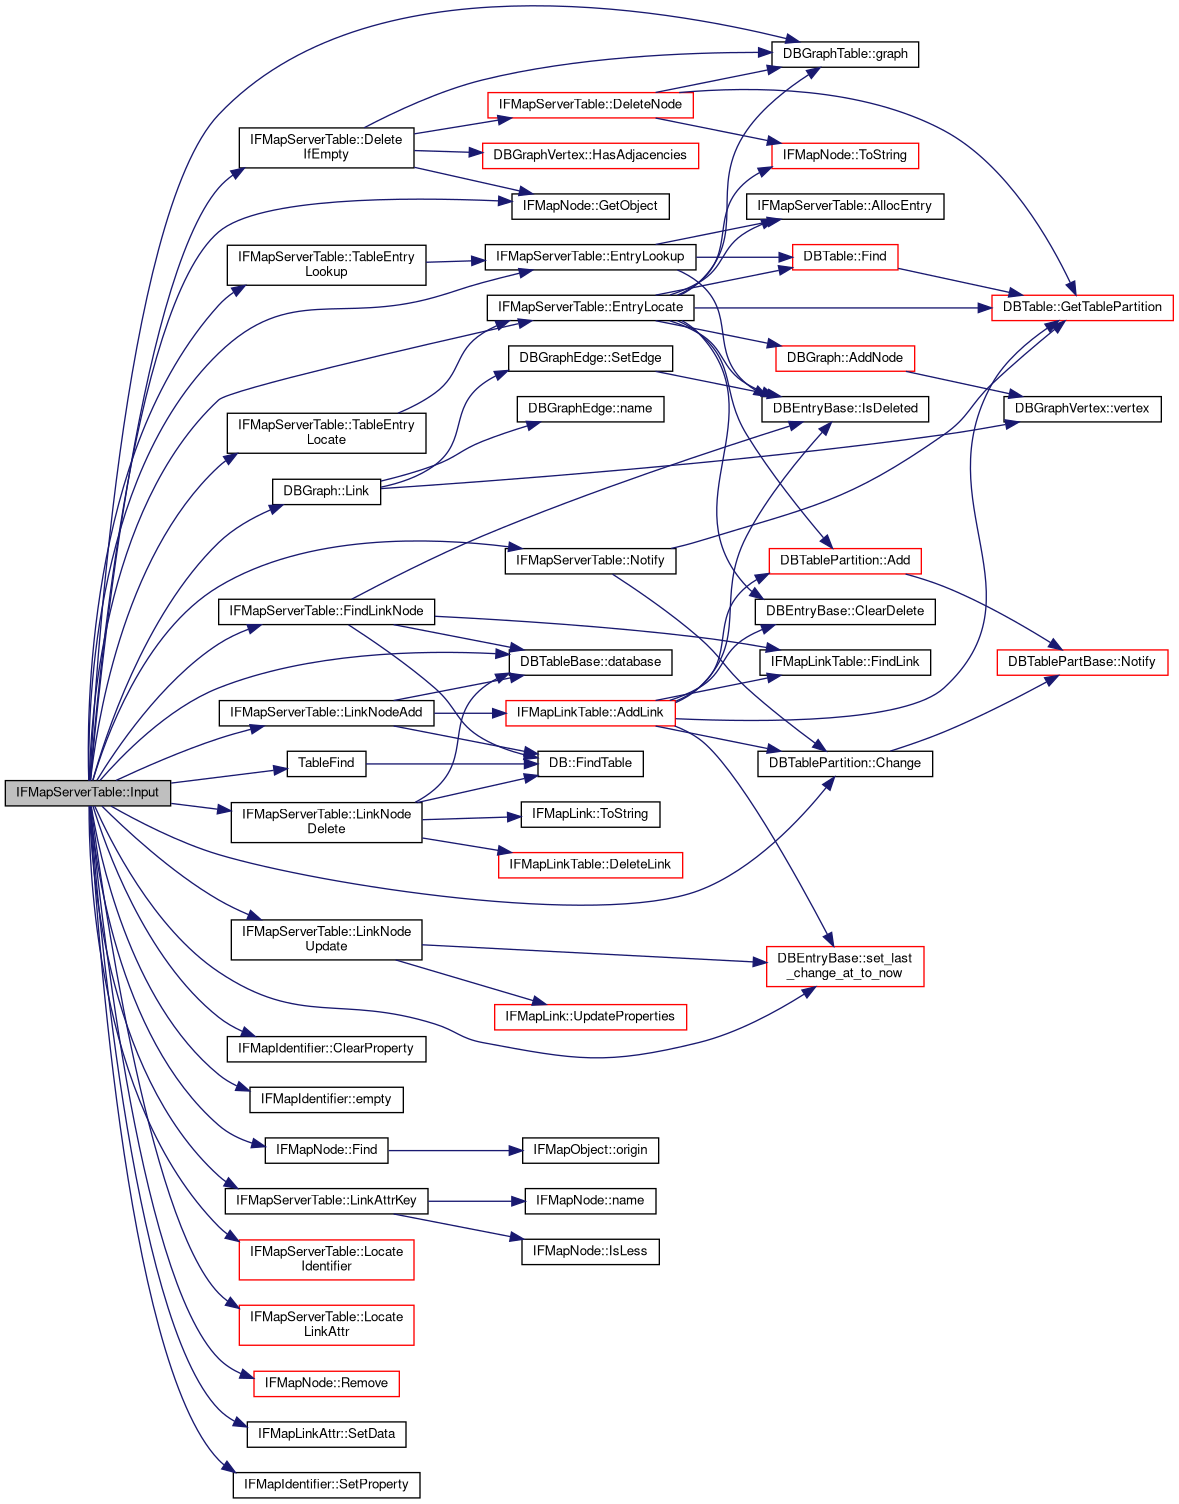 DBGraphTable::graph
IFMapServerTable::DeleteNode
IFMapServerTable::Delete
IfEmpty
DBGraphVertex::HasAdjacencies
IFMapNode::ToString
IFMapNode::GetObject
IFMapServerTable::AllocEntry
IFMapServerTable::TableEntry
Lookup
IFMapServerTable::EntryLookup
DBTable::Find
IFMapServerTable::EntryLocate
DBTable::GetTablePartition
DBGraphEdge::SetEdge
DBGraph::AddNode
DBGraphEdge::name
DBEntryBase::IsDeleted
DBGraphVertex::vertex
IFMapServerTable::TableEntry
Locate
DBGraph::Link
IFMapServerTable::Notify
DBTablePartition::Add
IFMapServerTable::FindLinkNode
DBEntryBase::ClearDelete
DBTableBase::database
IFMapLinkTable::FindLink
DBTablePartBase::Notify
IFMapServerTable::LinkNodeAdd
IFMapLinkTable::AddLink
TableFind
DB::FindTable
DBTablePartition::Change
IFMapServerTable::Input
IFMapServerTable::LinkNode
Delete
IFMapLink::ToString
IFMapLinkTable::DeleteLink
IFMapServerTable::LinkNode
Update
DBEntryBase::set_last
_change_at_to_now
IFMapLink::UpdateProperties
IFMapIdentifier::ClearProperty
IFMapIdentifier::empty
IFMapNode::Find
IFMapObject::origin
IFMapServerTable::LinkAttrKey
IFMapNode::name
IFMapNode::IsLess
IFMapServerTable::Locate
Identifier
IFMapServerTable::Locate
LinkAttr
IFMapNode::Remove
IFMapLinkAttr::SetData
IFMapIdentifier::SetProperty